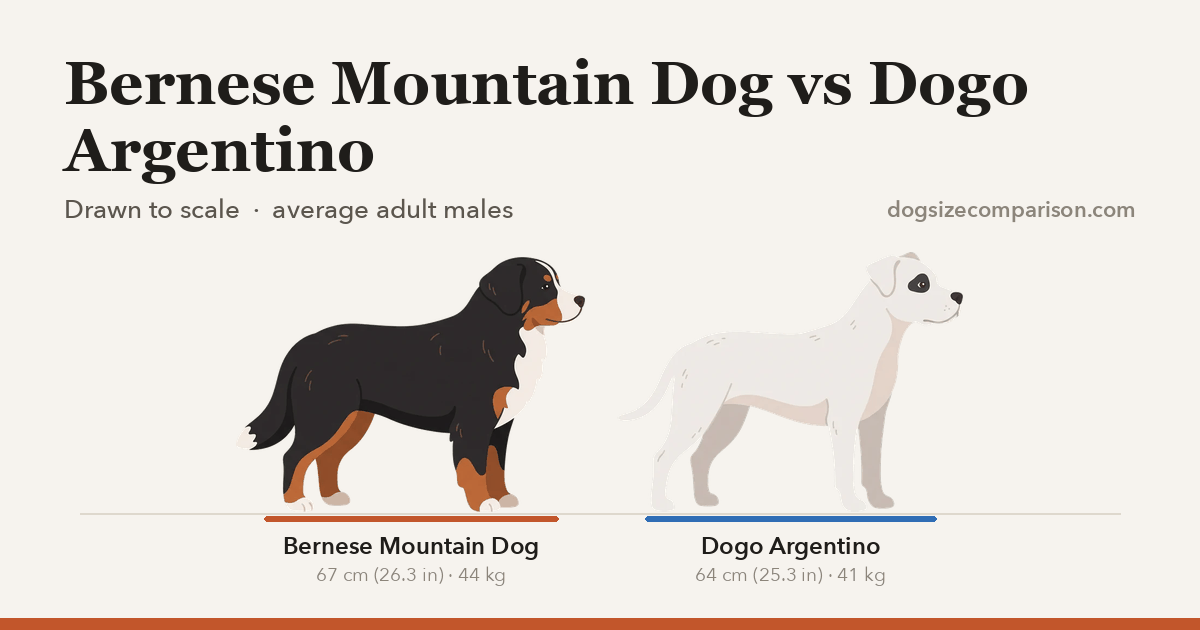 Bernese Mountain Dog vs Dogo
Argentino
Drawn to scale · average adult males
dogsizecomparison.com
Bernese Mountain Dog
67 cm (26.3 in) · 44 kg
Dogo Argentino
64 cm (25.3 in) · 41 kg